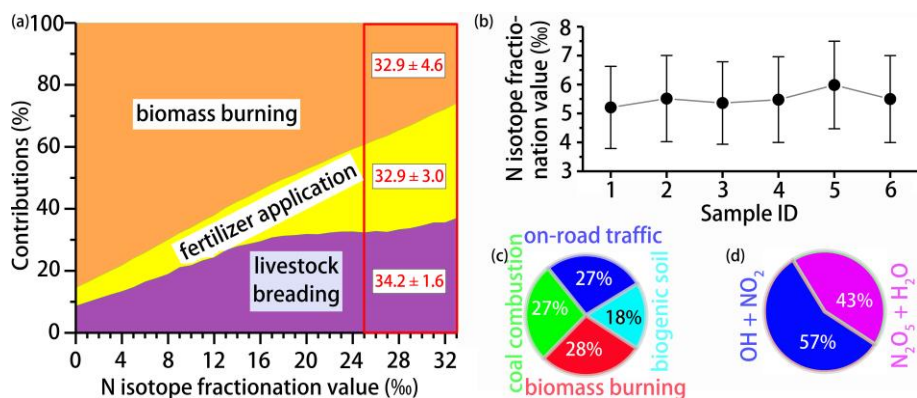 (a)
100
80
60
40
20
0
Contributions (%)
biomass burning
fertilizer application
livestock
breading
32.9 ± 4.6
32.9 ± 3.0
34.2 ± 1.6
0 4 8 12 16 20 24 28 32
N isotope fractionation value (‰)
(b)
N isotope fractio-
nation value (‰)
8
7
6
5
4
3
1 2 3 4 5 6
Sample ID
(c)
on-road traffic
coal combustion
biogenic soil
biomass burning
27%
27%
18%
28%
(d)
OH + NO₂
N₂O₅ + H₂O
43%
57%